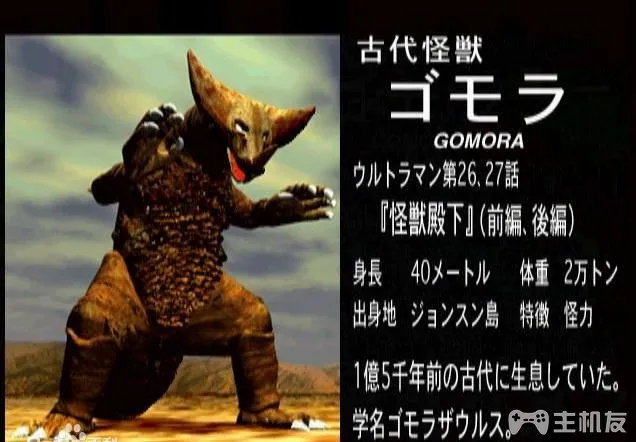 古代怪獣
ゴモラ
GOMORA
ウルトラマン第26,27話
『怪獣殿下』(前編、後編)
身長 40メートル 体重 2万トン
出身地 ジョンスン島 特徴 怪力
1億5千年前の古代に生息していた。
学名ゴモラザウルス。
主机友